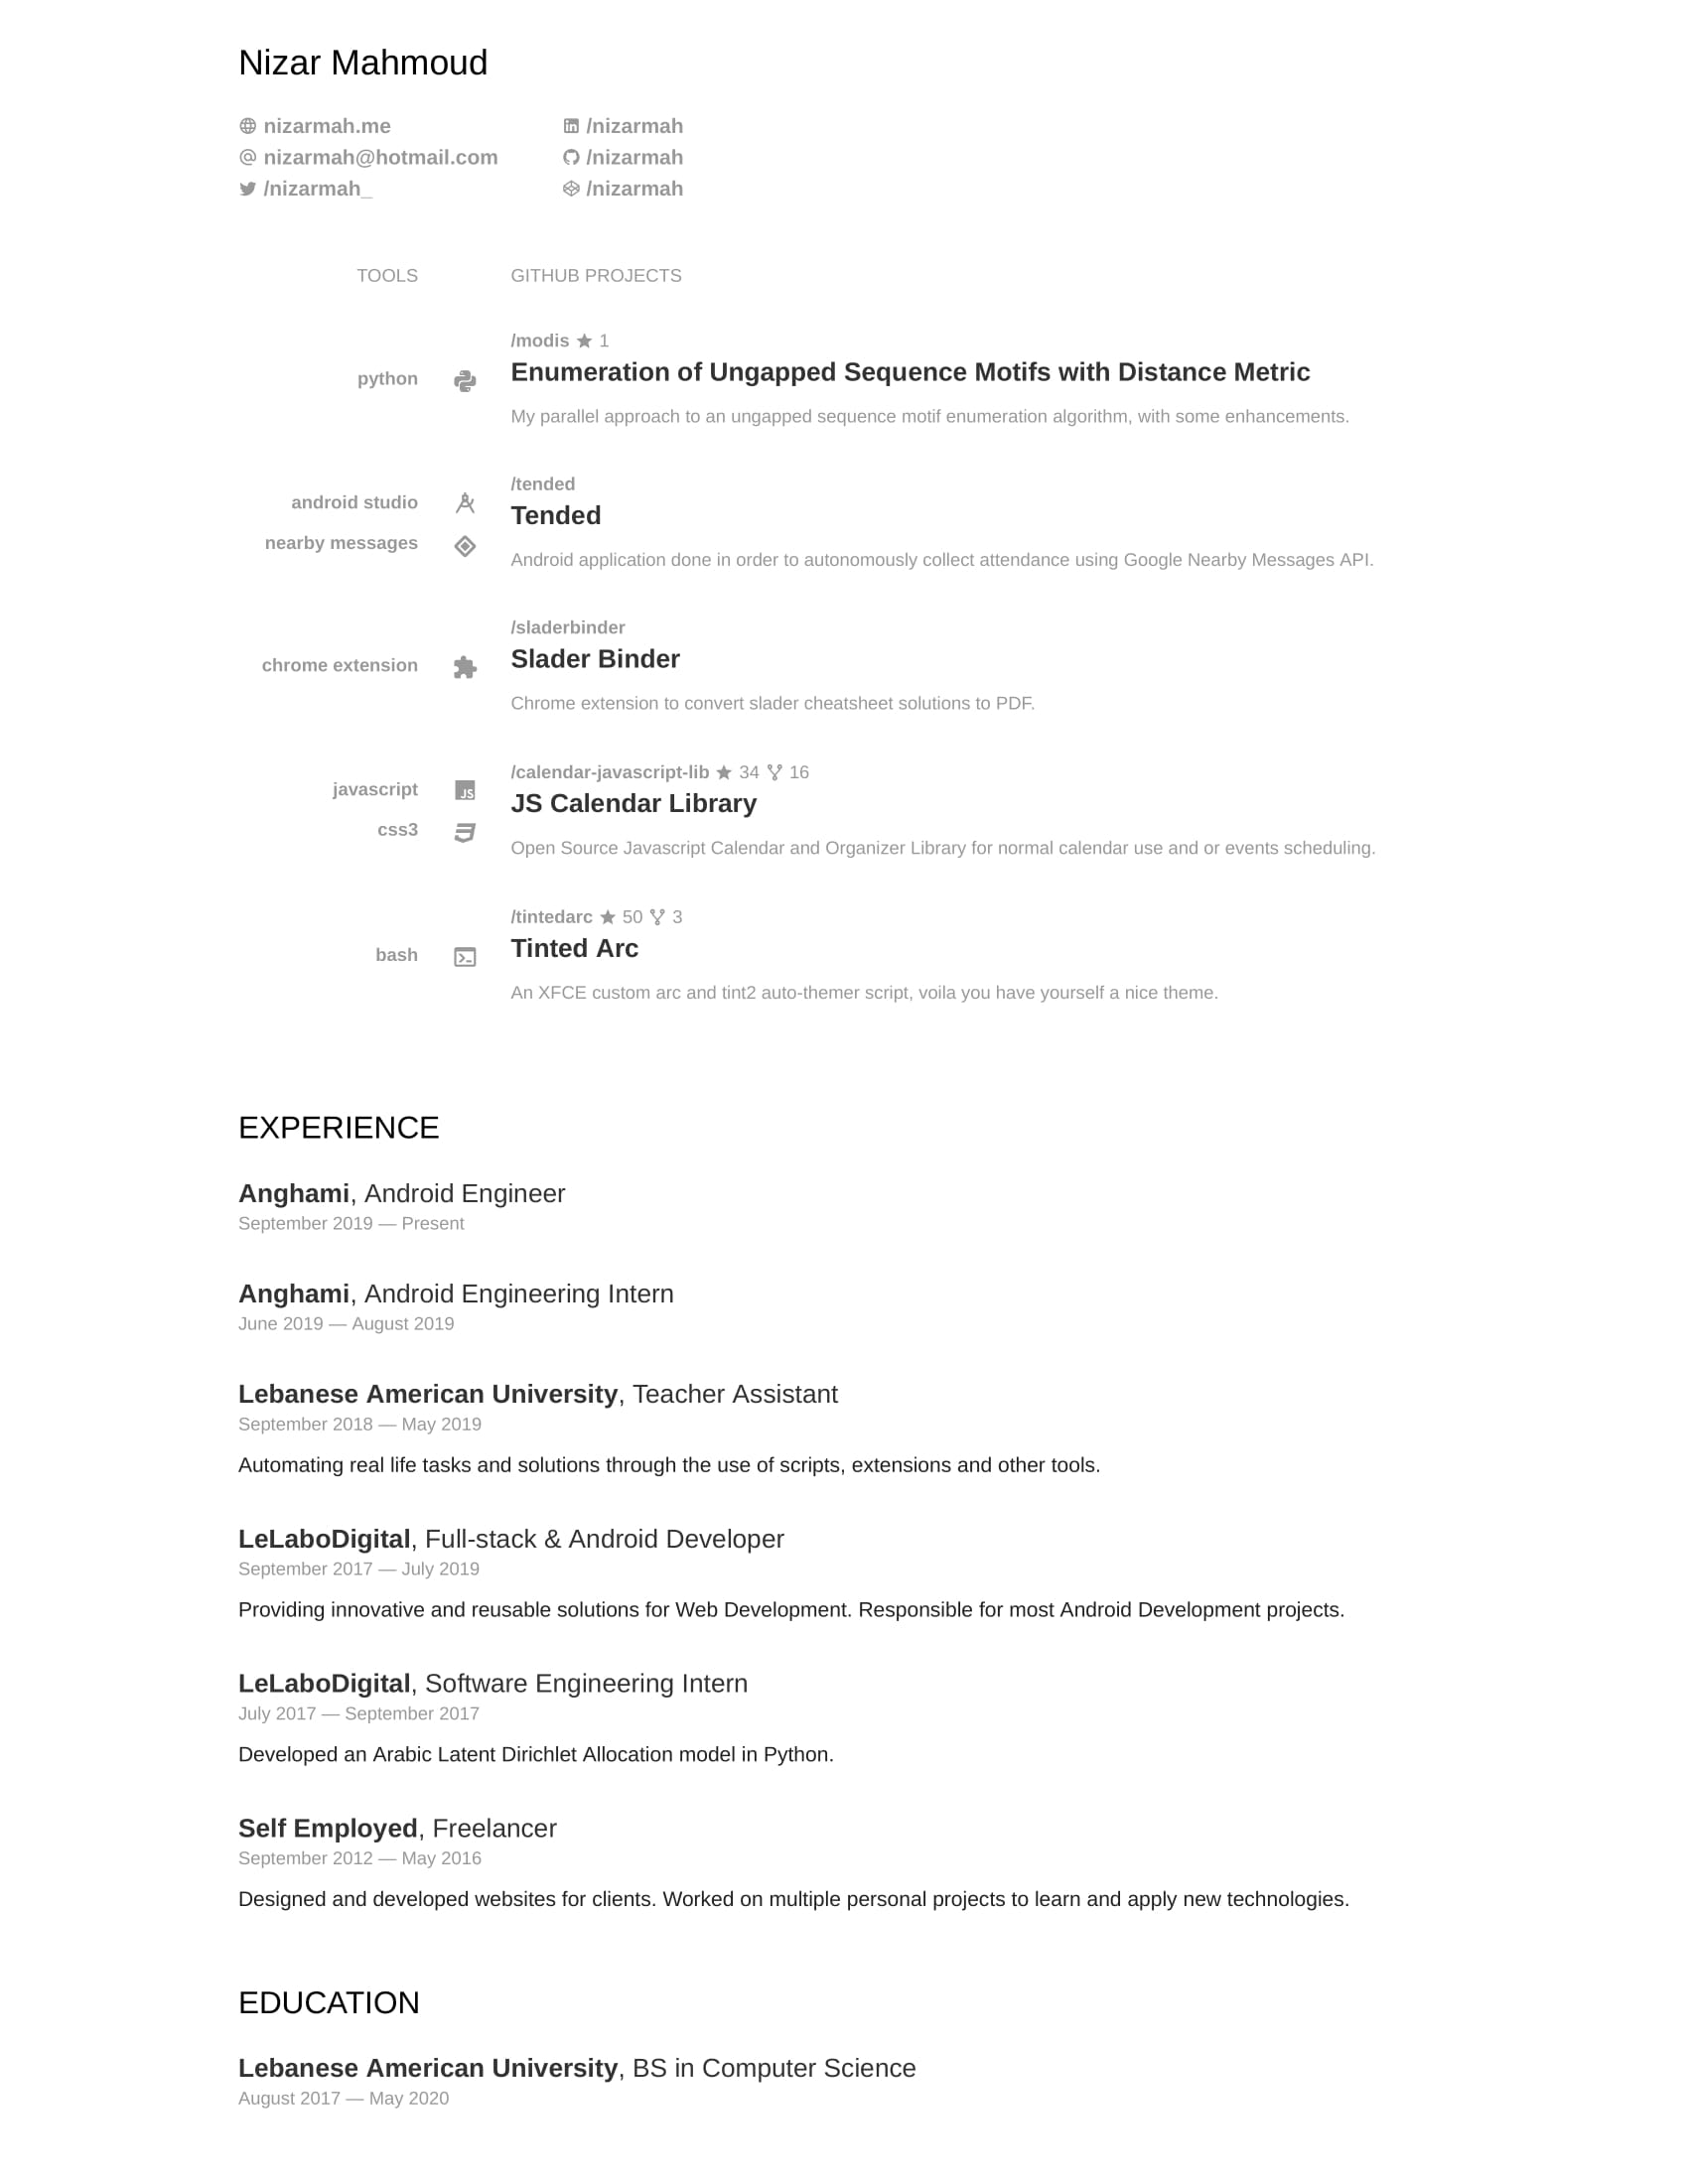 Nizar Mahmoud
nizarmah.me
nizarmah@hotmail.com
/nizarmah_
/nizarmah
/nizarmah
/nizarmah
TOOLS
GITHUB PROJECTS
python
/modis 1
Enumeration of Ungapped Sequence Motifs with Distance Metric
My parallel approach to an ungapped sequence motif enumeration algorithm, with some enhancements.
android studio
nearby messages
/tended
Tended
Android application done in order to autonomously collect attendance using Google Nearby Messages API.
chrome extension
/sladerbinder
Slader Binder
Chrome extension to convert slader cheatsheet solutions to PDF.
javascript
JS
css3
/calendar-javascript-lib 34 16
JS Calendar Library
Open Source Javascript Calendar and Organizer Library for normal calendar use and or events scheduling.
bash
/tintedarc 50 3
Tinted Arc
An XFCE custom arc and tint2 auto-themer script, voila you have yourself a nice theme.
EXPERIENCE
Anghami, Android Engineer
September 2019 — Present
Anghami, Android Engineering Intern
June 2019 — August 2019
Lebanese American University, Teacher Assistant
September 2018 — May 2019
Automating real life tasks and solutions through the use of scripts, extensions and other tools.
LeLaboDigital, Full-stack & Android Developer
September 2017 — July 2019
Providing innovative and reusable solutions for Web Development. Responsible for most Android Development projects.
LeLaboDigital, Software Engineering Intern
July 2017 — September 2017
Developed an Arabic Latent Dirichlet Allocation model in Python.
Self Employed, Freelancer
September 2012 — May 2016
Designed and developed websites for clients. Worked on multiple personal projects to learn and apply new technologies.
EDUCATION
Lebanese American University, BS in Computer Science
August 2017 — May 2020